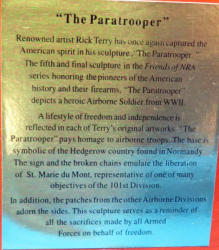 "The Paratrooper"
Renowned artist Rick Terry has once again captured the
American spirit in his sculpture, "The Paratrooper."
The fifth and final sculpture in the Friends of NRA
series honoring the pioneers of the American
history and their firearms, "The Paratrooper"
depicts a heroic Airborne Soldier from WWII.
A lifestyle of freedom and independence is
reflected in each of Terry's original artworks. "The
Paratrooper" pays homage to airborne troops. The base is
symbolic of the Hedgerow country found in Normandy.
The sign and the broken chains emulate the liberation
of St. Marie du Mont, representative of one of many
objectives of the 101st Division.
In addition, the patches from the other Airborne Divisions
adorn the sides. This sculpture serves as a reminder of
all the sacrifices made by all Armed
Forces on behalf of freedom.